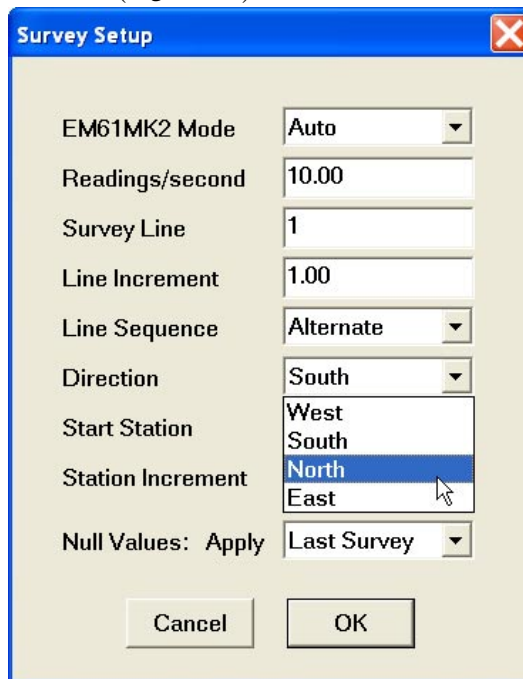 Survey Setup
EM61MK2 Mode Auto
Readings/second 10.00
Survey Line 1
Line Increment 1.00
Line Sequence Alternate
Direction South
West
Start Station
South
North
Station Increment
East
Null Values: Apply Last Survey
Cancel OK